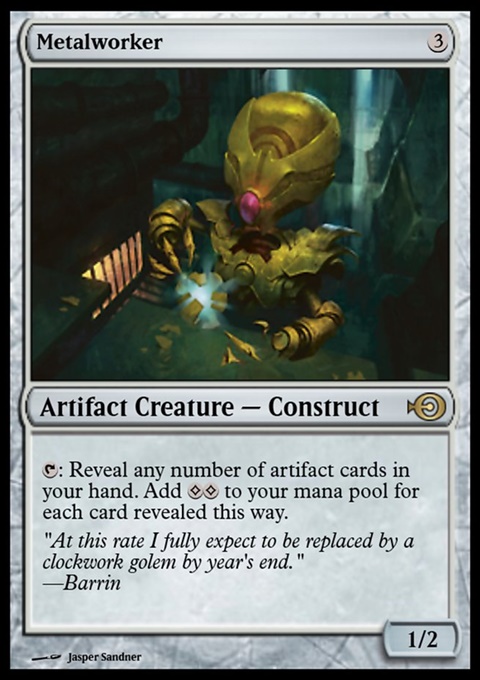 Metalworker 3
Artifact Creature — Construct
: Reveal any number of artifact cards in
your hand. Add ◇◇ to your mana pool for
each card revealed this way.
"At this rate I fully expect to be replaced by a
clockwork golem by year's end."
—Barrin
1/2
Jasper Sandner